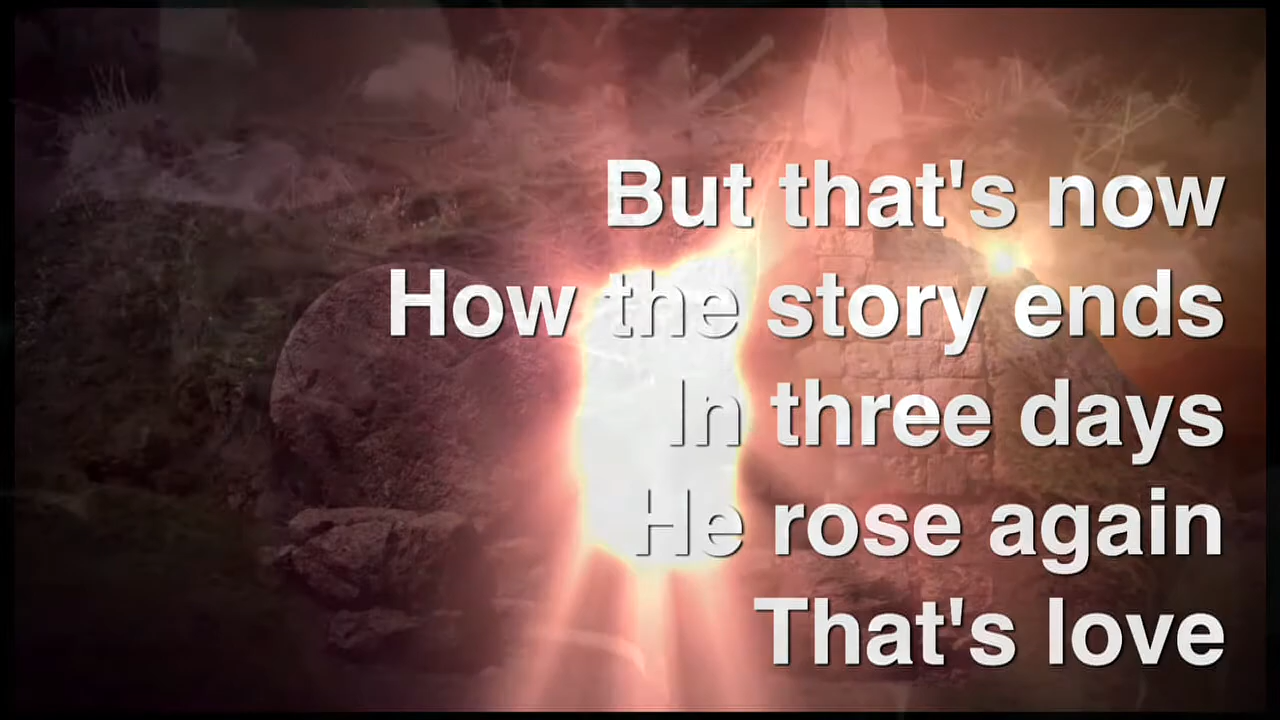 But that's now
How the story ends
In three days
He rose again
That's love